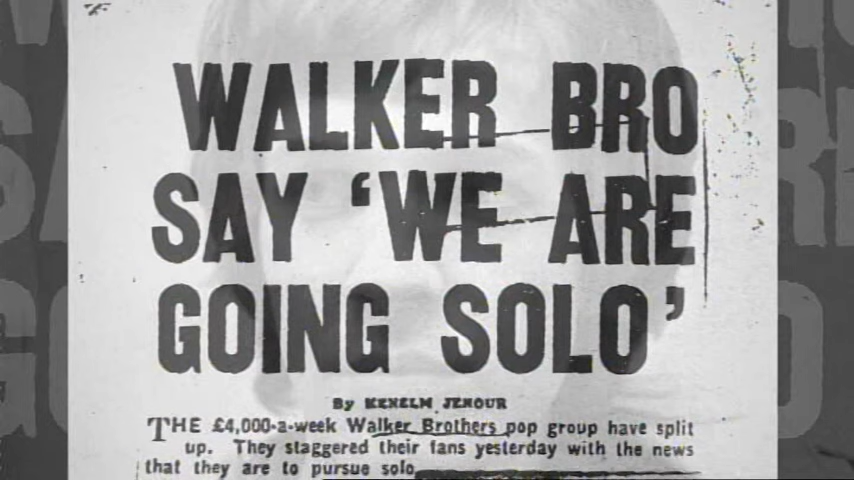 WALKER BRO
SAY ‘WE ARE
GOING SOLO’
By KENELM JENOUR
THE £4,000-a-week Walker Brothers pop group have split
up. They staggered their fans yesterday with the news
that they are to pursue solo